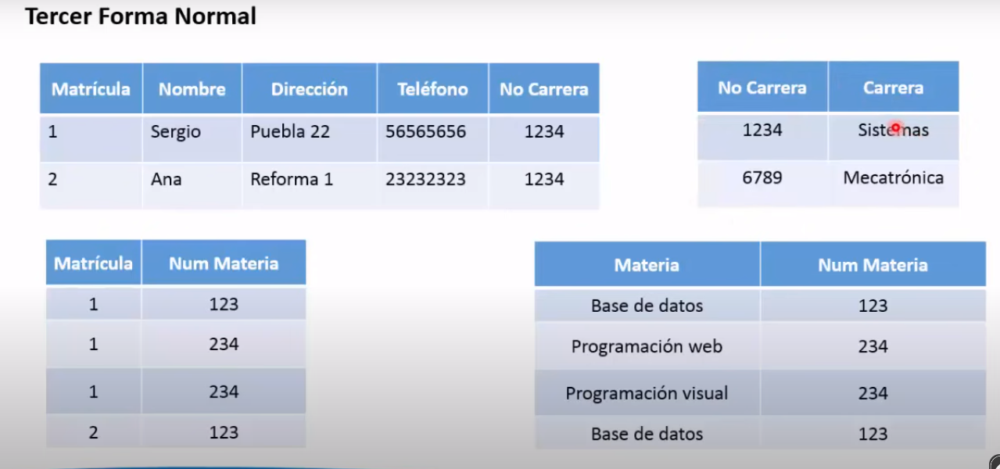 Tercer Forma Normal
Matrícula Nombre Dirección Teléfono No Carrera
1 Sergio Puebla 22 56565656 1234
2 Ana Reforma 1 23232323 1234
No Carrera Carrera
1234 Sistemas
6789 Mecatrónica
Matrícula Num Materia
1 123
1 234
1 234
2 123
Materia Num Materia
Base de datos 123
Programación web 234
Programación visual 234
Base de datos 123